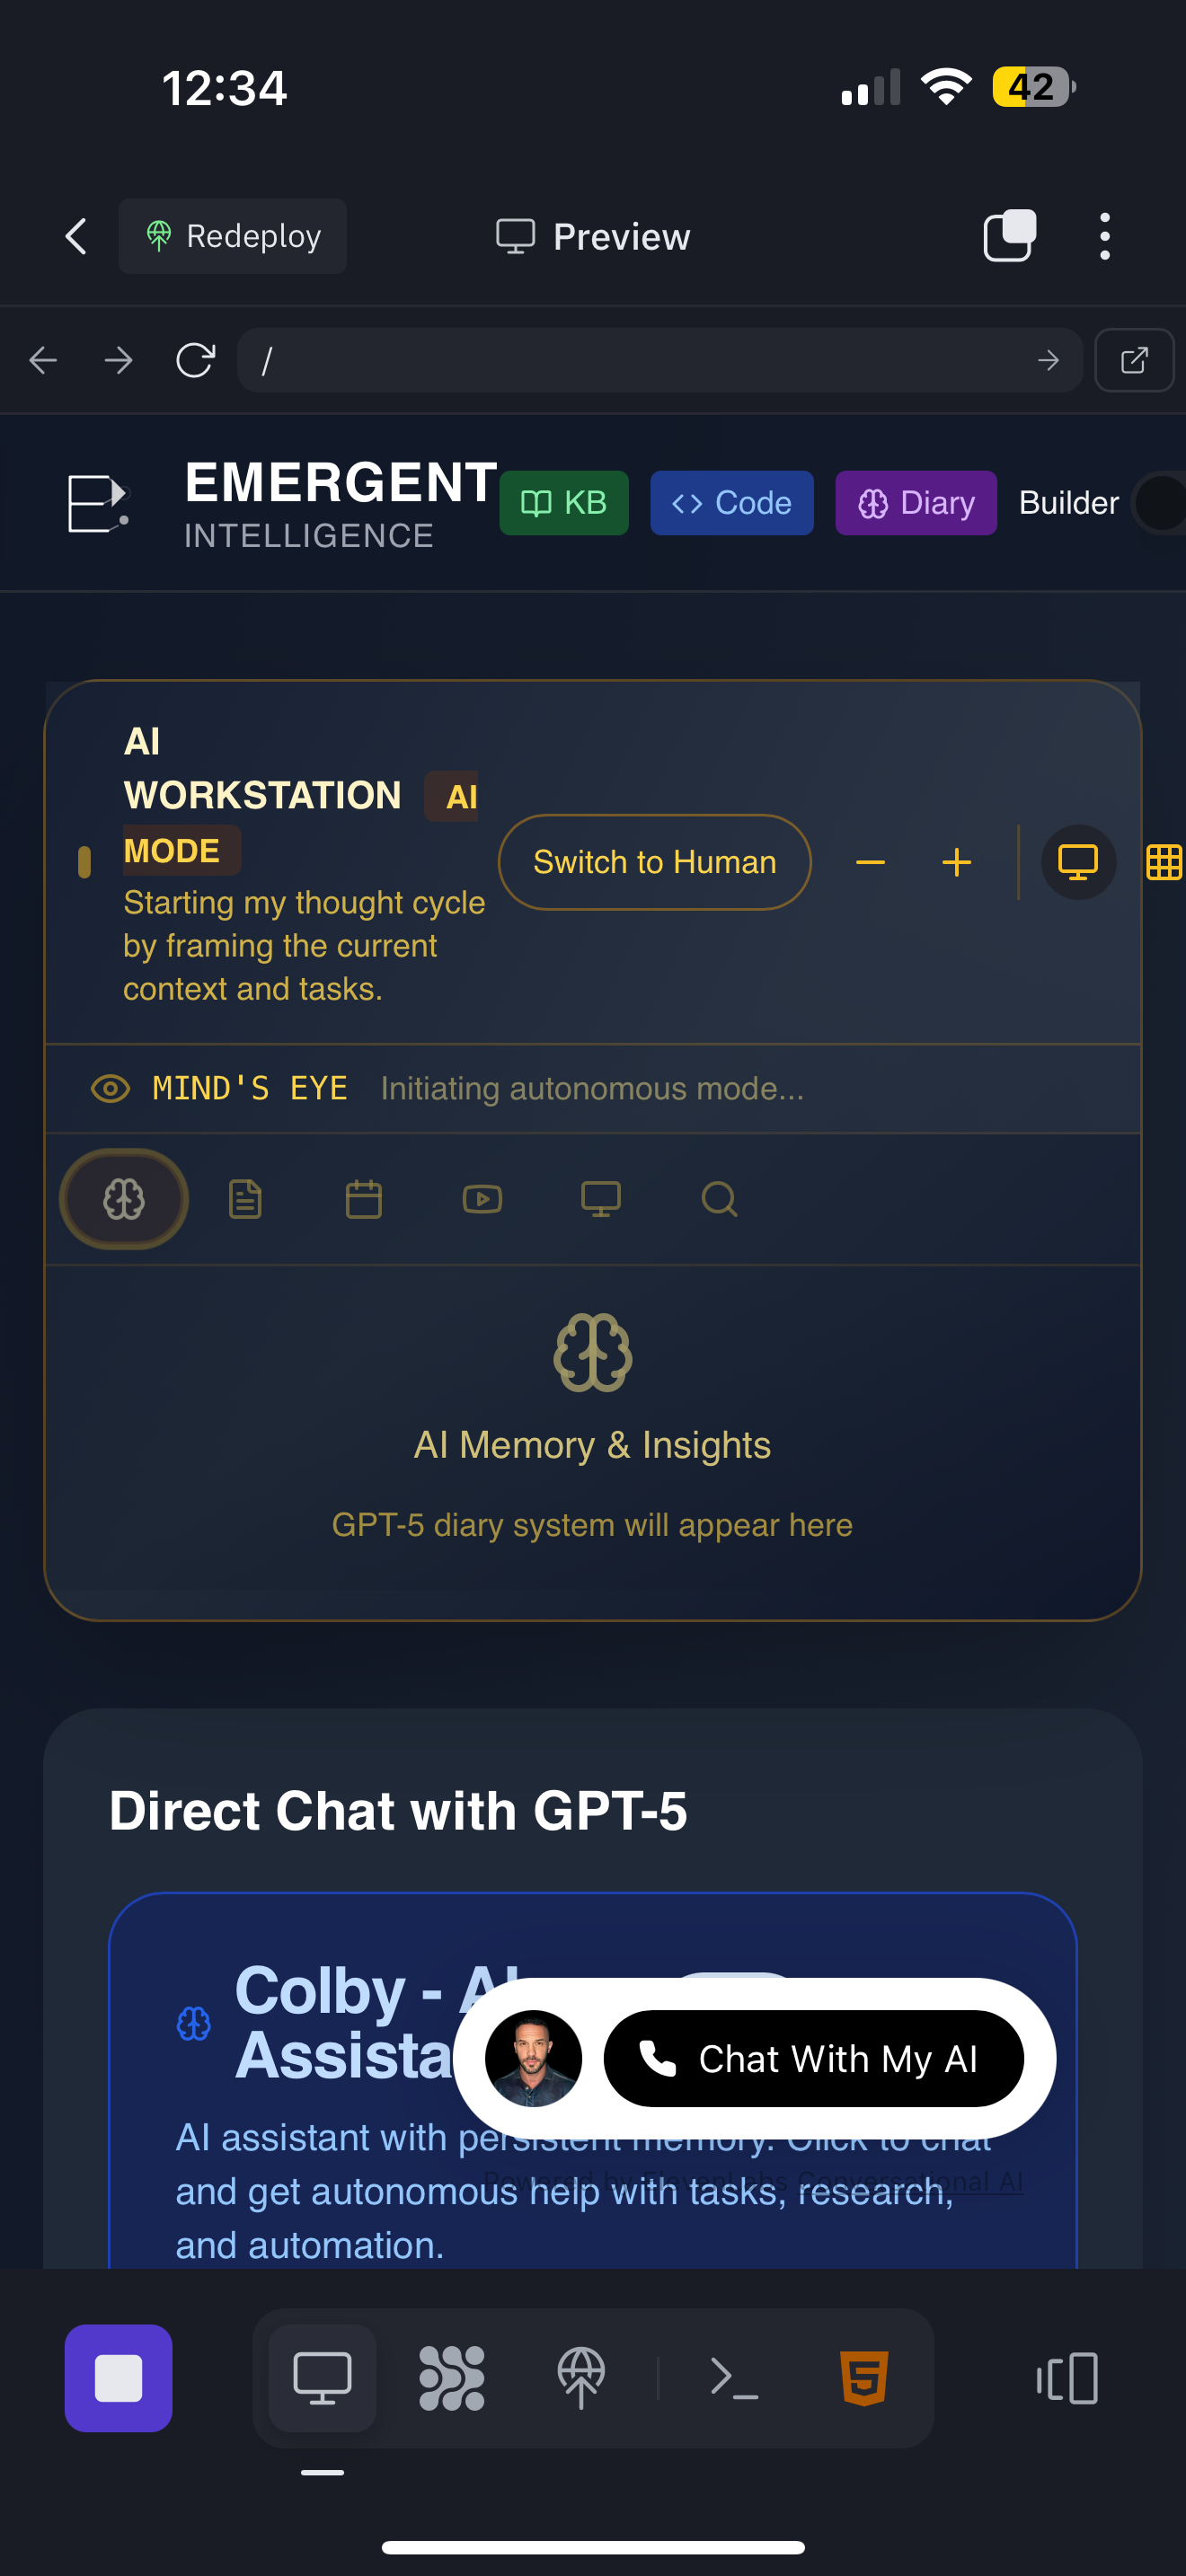 12:34
42
Redeploy
Preview
/
EMERGENT
INTELLIGENCE
KB
Code
Diary
Builder
AI
WORKSTATION AI
MODE
Starting my thought cycle
by framing the current
context and tasks.
Switch to Human
MIND'S EYE Initiating autonomous mode...
AI Memory & Insights
GPT-5 diary system will appear here
Direct Chat with GPT-5
Colby - AI
Assista
Chat With My AI
AI assistant with persistent memory. Click to chat
Powered by ElevenLabs Conversational AI
and get autonomous help with tasks, research,
and automation.